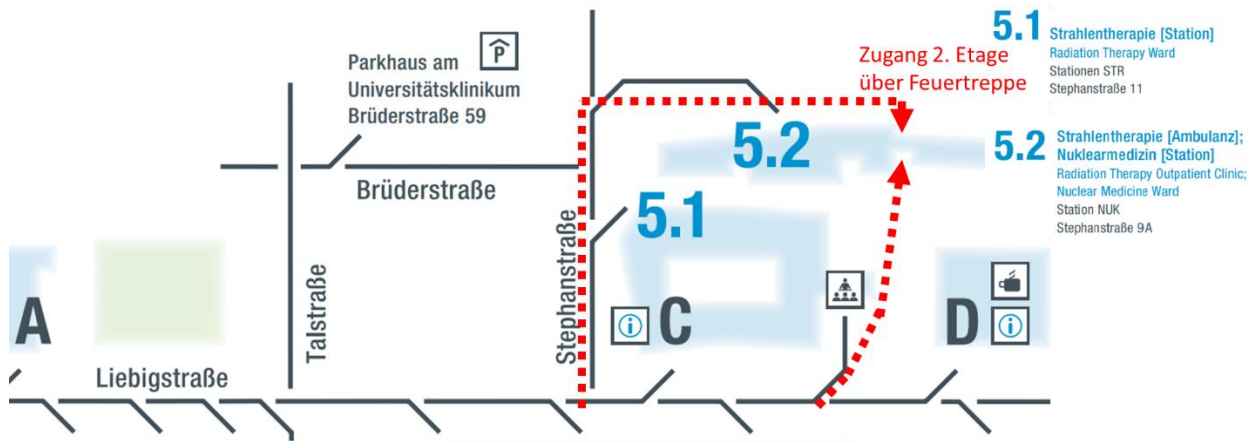 P
Parkhaus am
Universitätsklinikum
Brüderstraße 59
Zugang 2. Etage
über Feuertreppe
5.1 Strahlentherapie [Station]
Radiation Therapy Ward
Stationen STR
Stephanstraße 11
5.2 Strahlentherapie [Ambulanz];
Nuklearmedizin [Station]
Radiation Therapy Outpatient Clinic;
Nuclear Medicine Ward
Station NUK
Stephanstraße 9A
5.2
Brüderstraße
5.1
Talstraße
Stephanstraße
A
i
C
D
i
Liebigstraße